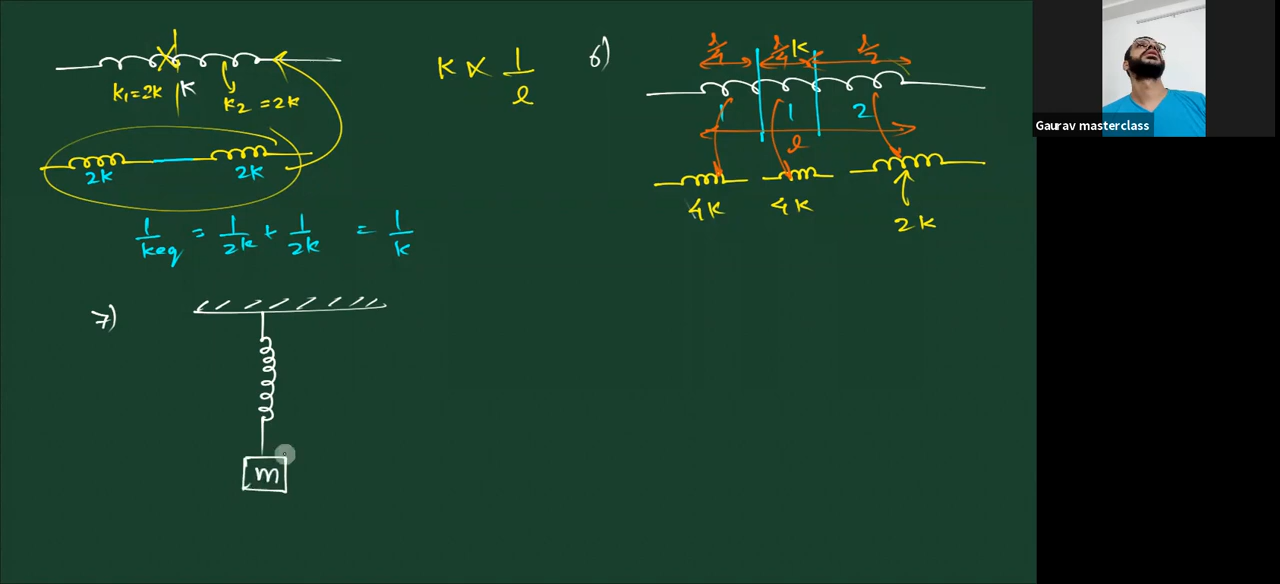 k₁ = 2k
k
k₂ = 2k
K ∝ 1/l
2k
2k
1/keq = 1/2k + 1/2k = 1/k
6)
l/4
l/4
k
l/2
1
1
2
l
4k
4k
2k
7)
m
Gaurav masterclass